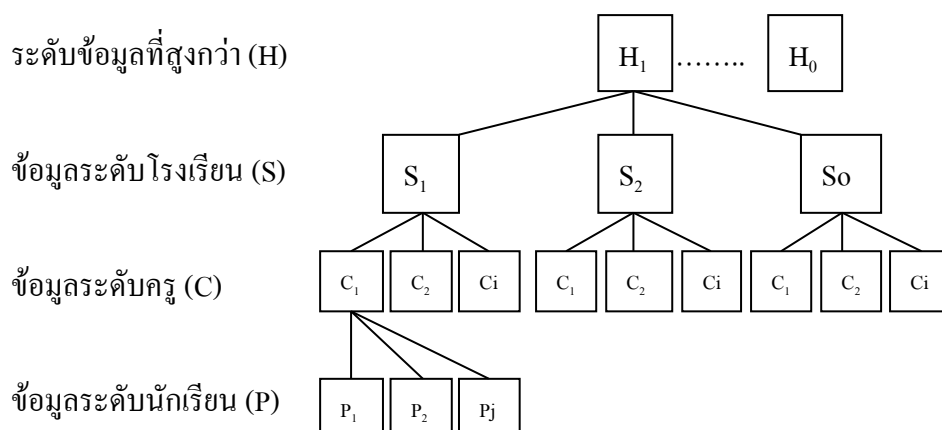 ระดับข้อมูลที่สูงกว่า (H) H₁ …….. H₀
ข้อมูลระดับโรงเรียน (S) S₁ S₂ So
ข้อมูลระดับครู (C) C₁ C₂ Ci C₁ C₂ Ci C₁ C₂ Ci
ข้อมูลระดับนักเรียน (P) P₁ P₂ Pj